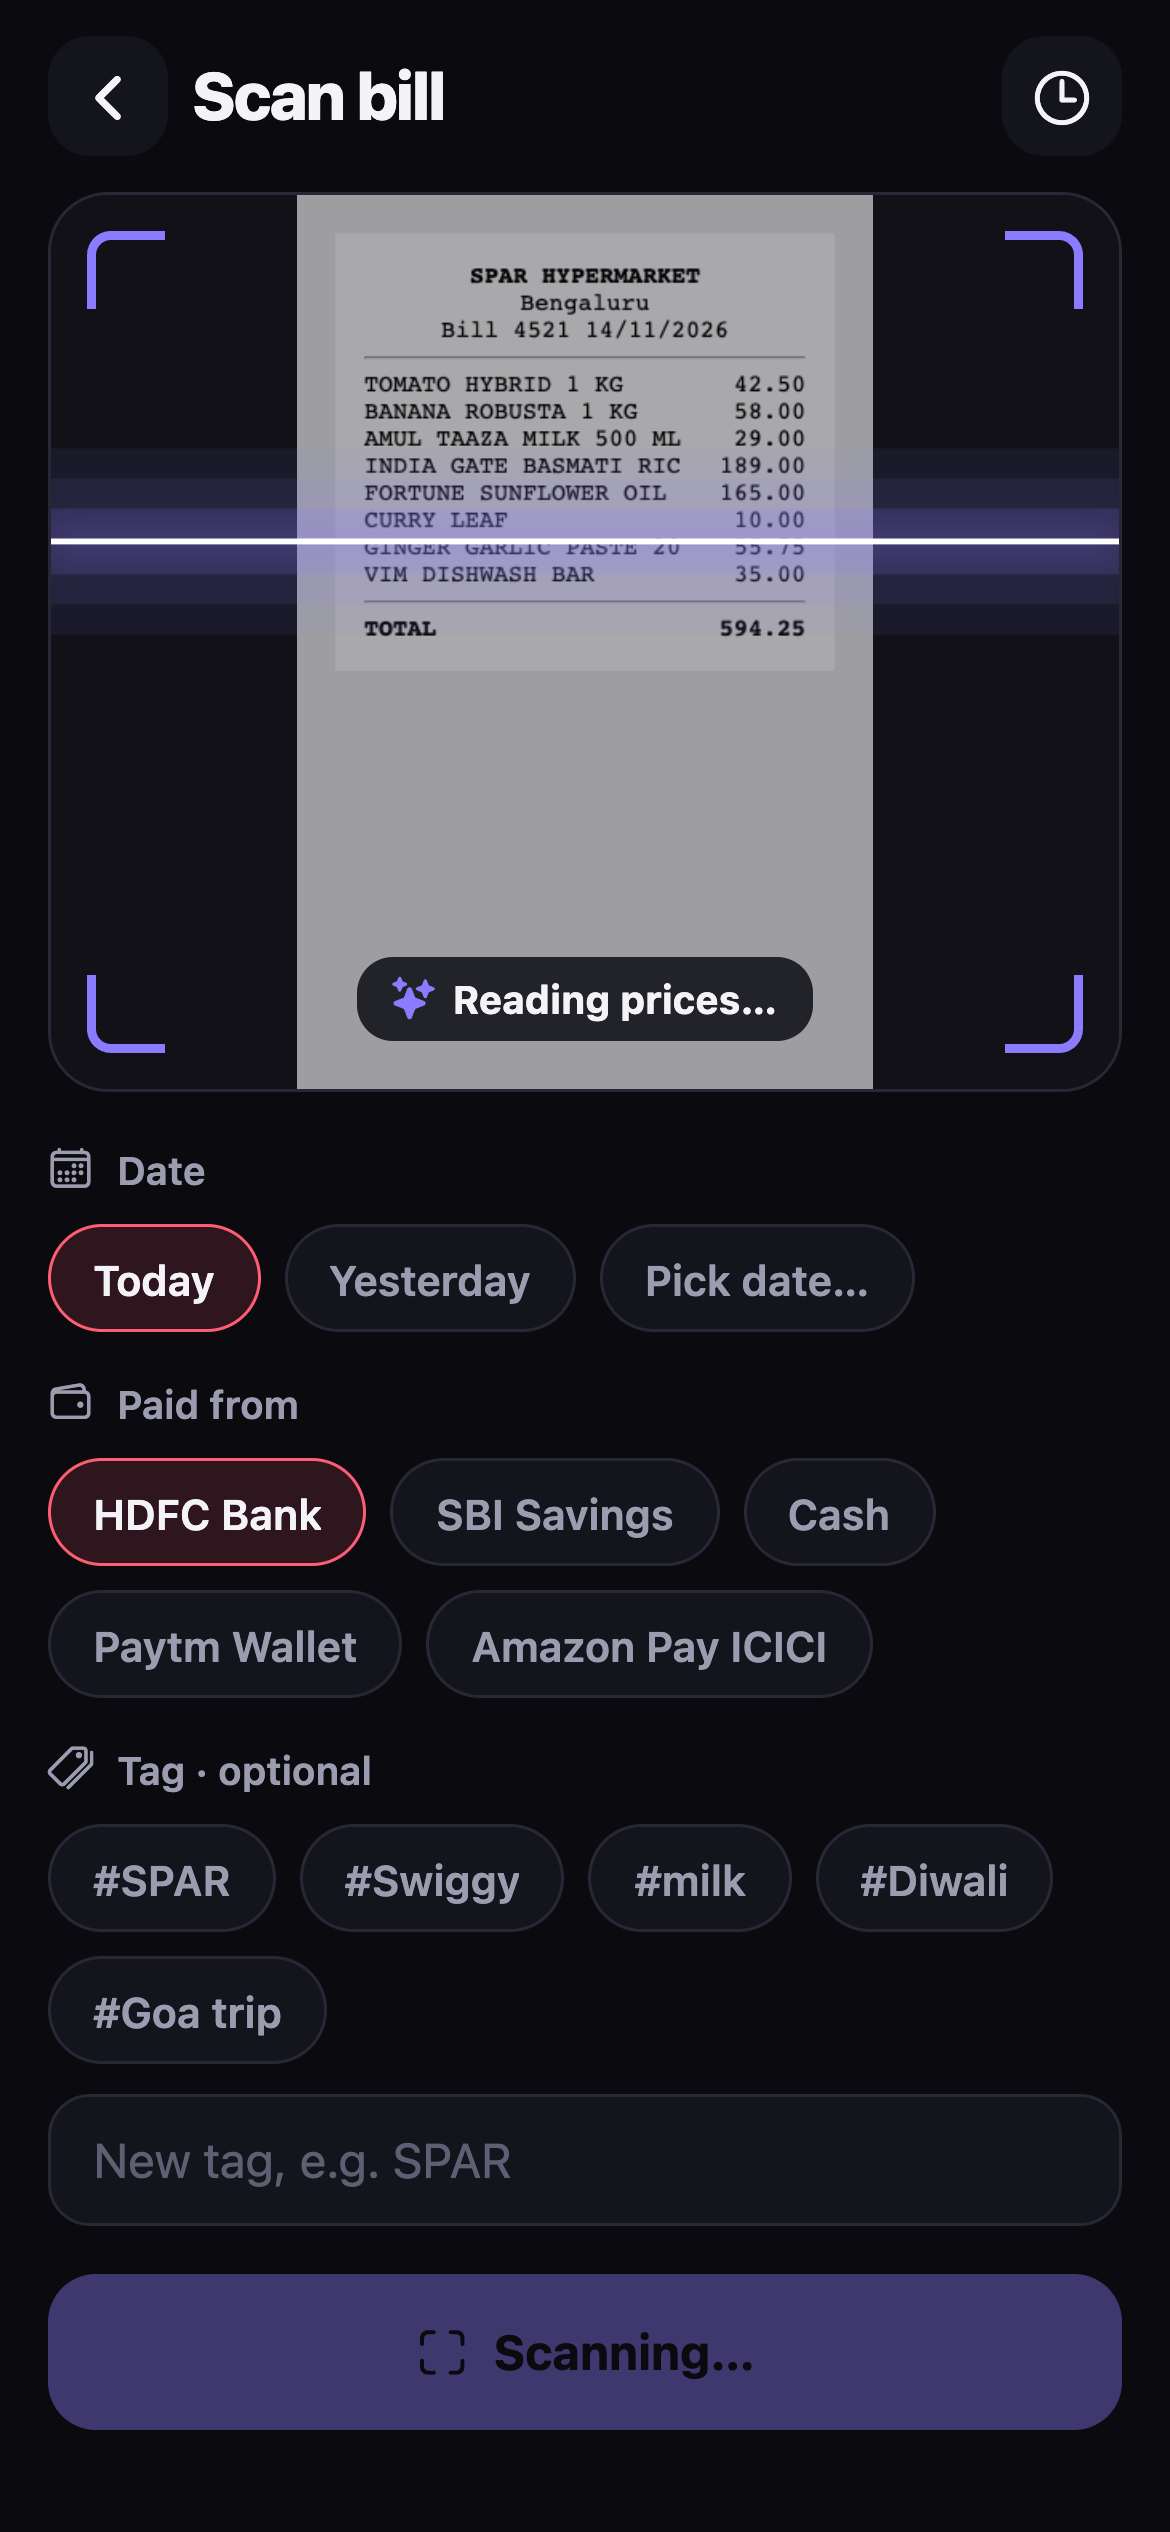 Scan bill
SPAR HYPERMARKET
Bengaluru
Bill 4521 14/11/2026
TOMATO HYBRID 1 KG 42.50
BANANA ROBUSTA 1 KG 58.00
AMUL TAAZA MILK 500 ML 29.00
INDIA GATE BASMATI RIC 189.00
FORTUNE SUNFLOWER OIL 165.00
CURRY LEAF 10.00
GINGER GARLIC PASTE 20 55.75
VIM DISHWASH BAR 35.00
TOTAL 594.25
Reading prices...
Date
Today Yesterday Pick date...
Paid from
HDFC Bank SBI Savings Cash
Paytm Wallet Amazon Pay ICICI
Tag · optional
#SPAR #Swiggy #milk #Diwali
#Goa trip
New tag, e.g. SPAR
Scanning...